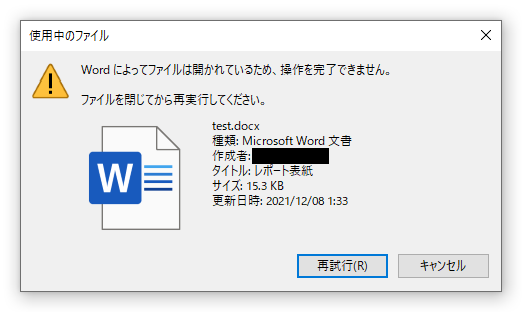 使用中のファイル
Word によってファイルは開かれているため、操作を完了できません。
ファイルを閉じてから再実行してください。
W
test.docx
種類: Microsoft Word 文書
作成者:
タイトル: レポート表紙
サイズ: 15.3 KB
更新日時: 2021/12/08 1:33
再試行(R)
キャンセル